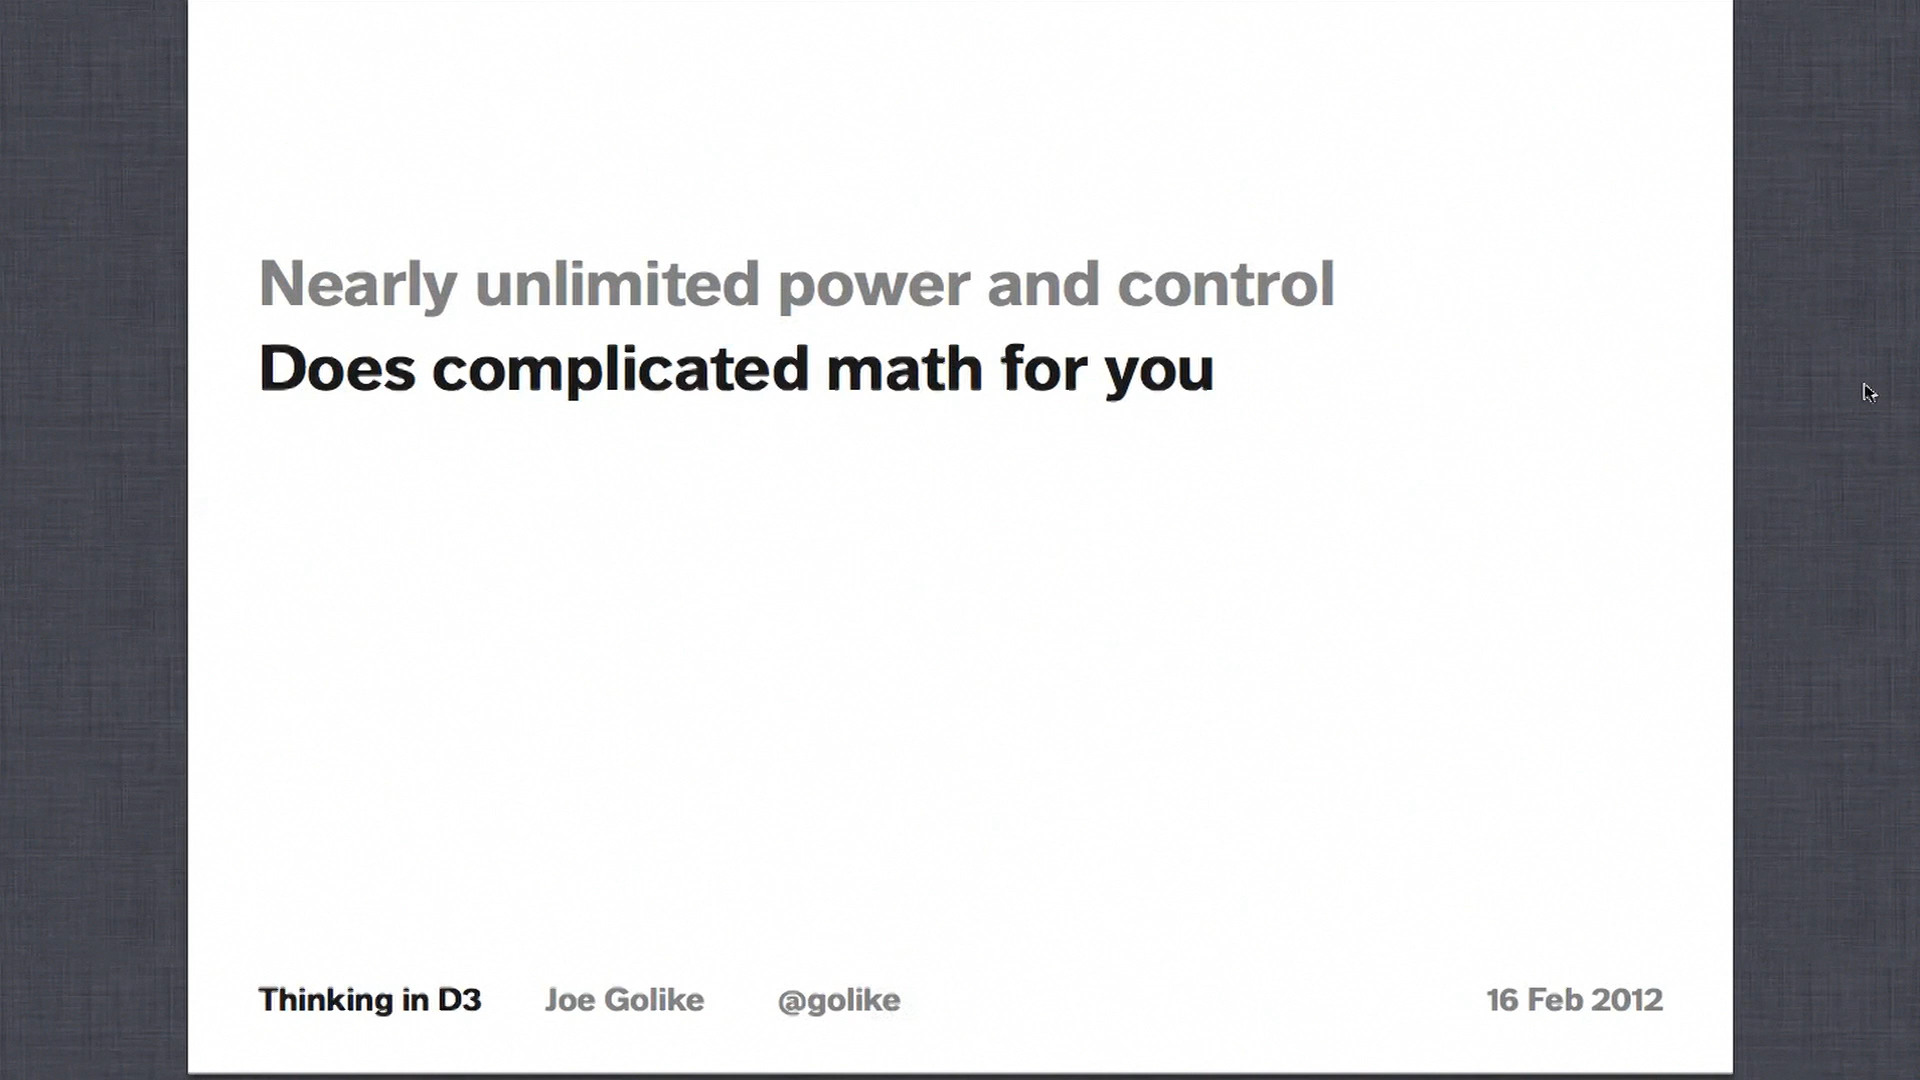 Nearly unlimited power and control
Does complicated math for you
Thinking in D3 Joe Golike @golike 16 Feb 2012